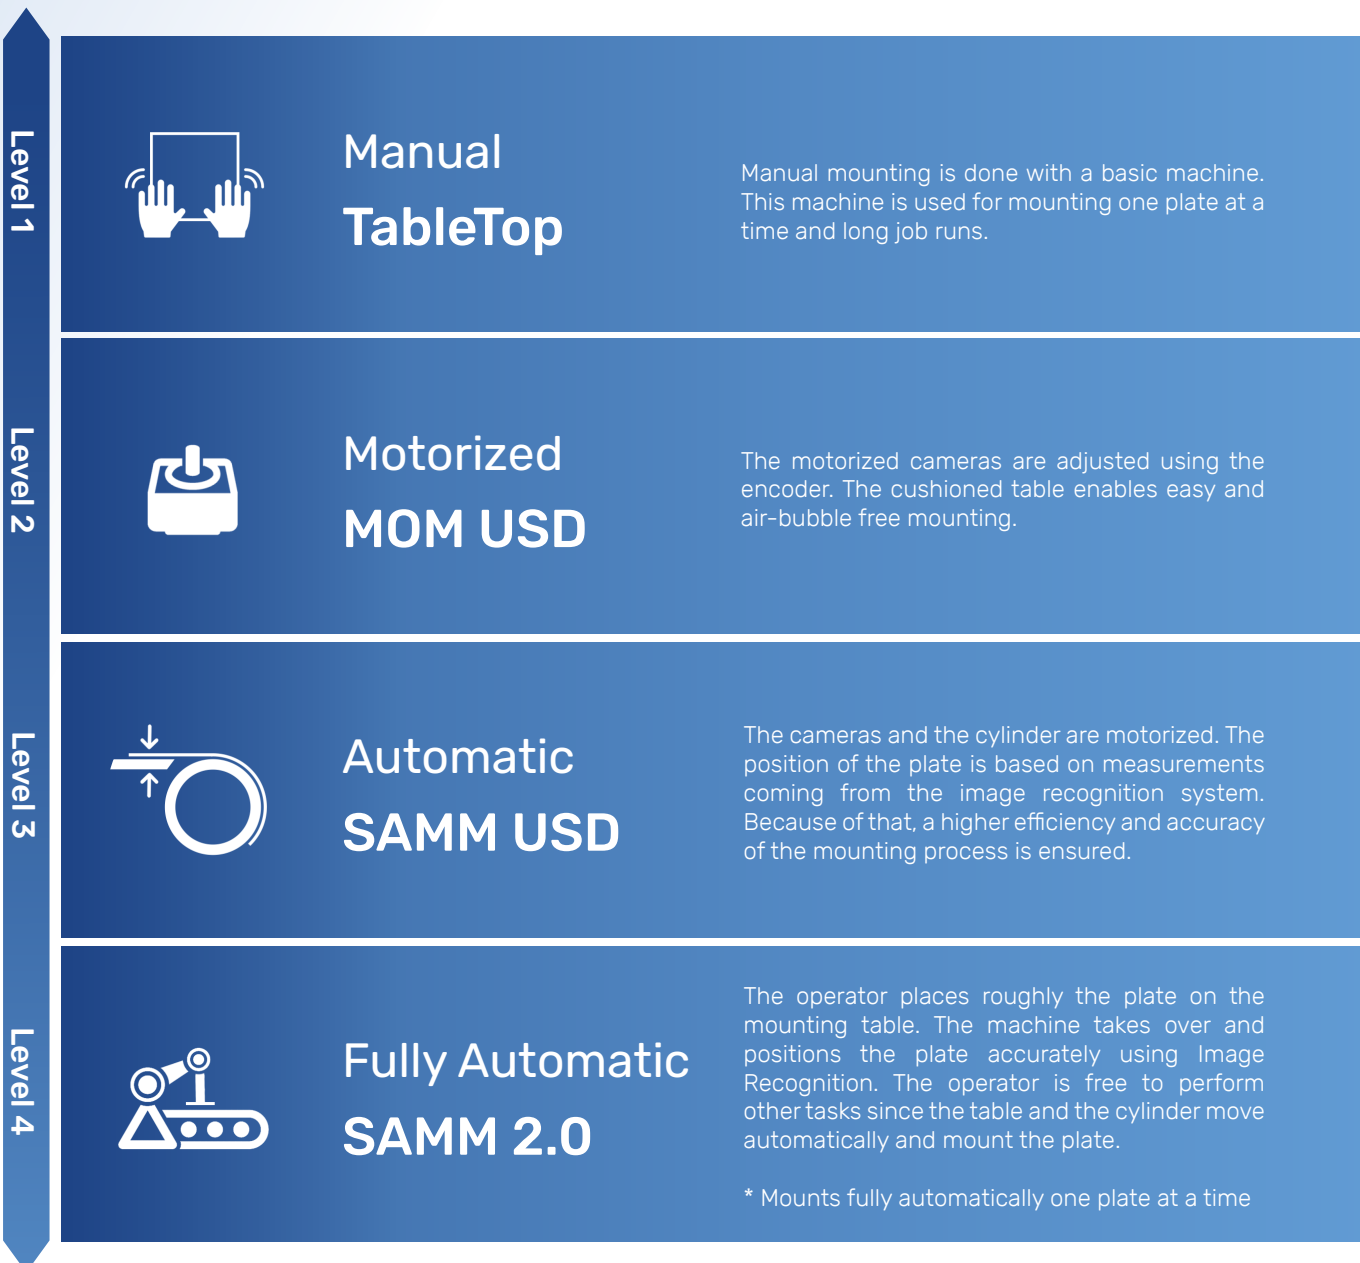 Level 1
Manual
TableTop
Manual mounting is done with a basic machine.
This machine is used for mounting one plate at a
time and long job runs.
Level 2
Motorized
MOM USD
The motorized cameras are adjusted using the
encoder. The cushioned table enables easy and
air-bubble free mounting.
Level 3
Automatic
SAMM USD
The cameras and the cylinder are motorized. The
position of the plate is based on measurements
coming from the image recognition system.
Because of that, a higher efficiency and accuracy
of the mounting process is ensured.
Level 4
Fully Automatic
SAMM 2.0
The operator places roughly the plate on the
mounting table. The machine takes over and
positions the plate accurately using Image
Recognition. The operator is free to perform
other tasks since the table and the cylinder move
automatically and mount the plate.
* Mounts fully automatically one plate at a time